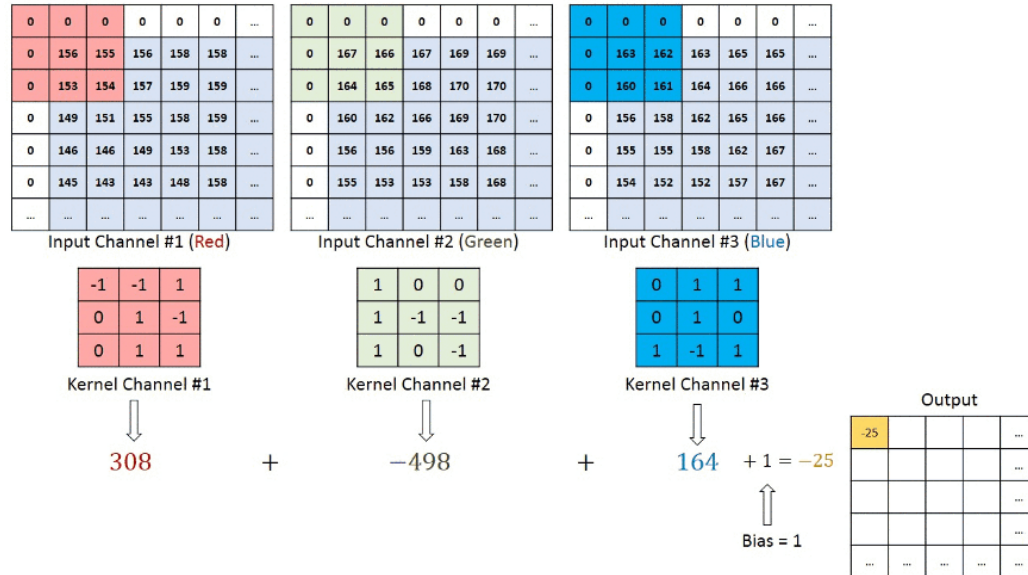 0 0 0 0 0 0 ... 0 0 0 0 0 0 ... 0 0 0 0 0 0 ...
0 156 155 156 158 158 ... 0 167 166 167 169 169 ... 0 163 162 163 165 165 ...
0 153 154 157 159 159 ... 0 164 165 168 170 170 ... 0 160 161 164 166 166 ...
0 149 151 155 158 159 ... 0 160 162 166 169 170 ... 0 156 158 162 165 166 ...
0 146 146 149 153 158 ... 0 156 156 159 163 168 ... 0 155 155 158 162 167 ...
0 145 143 143 148 158 ... 0 155 153 153 158 168 ... 0 154 152 152 157 167 ...
... ... ... ... ... ... ... ... ... ... ... ... ... ... ... ... ... ... ... ... ...
Input Channel #1 (Red) Input Channel #2 (Green) Input Channel #3 (Blue)
-1 -1 1 1 0 0 0 1 1
0 1 -1 1 -1 -1 0 1 0
0 1 1 1 0 -1 1 -1 1
Kernel Channel #1 Kernel Channel #2 Kernel Channel #3
308 + −498 + 164 + 1 = −25
Bias = 1
Output
-25 ...
...
...
...
... ... ... ... ...